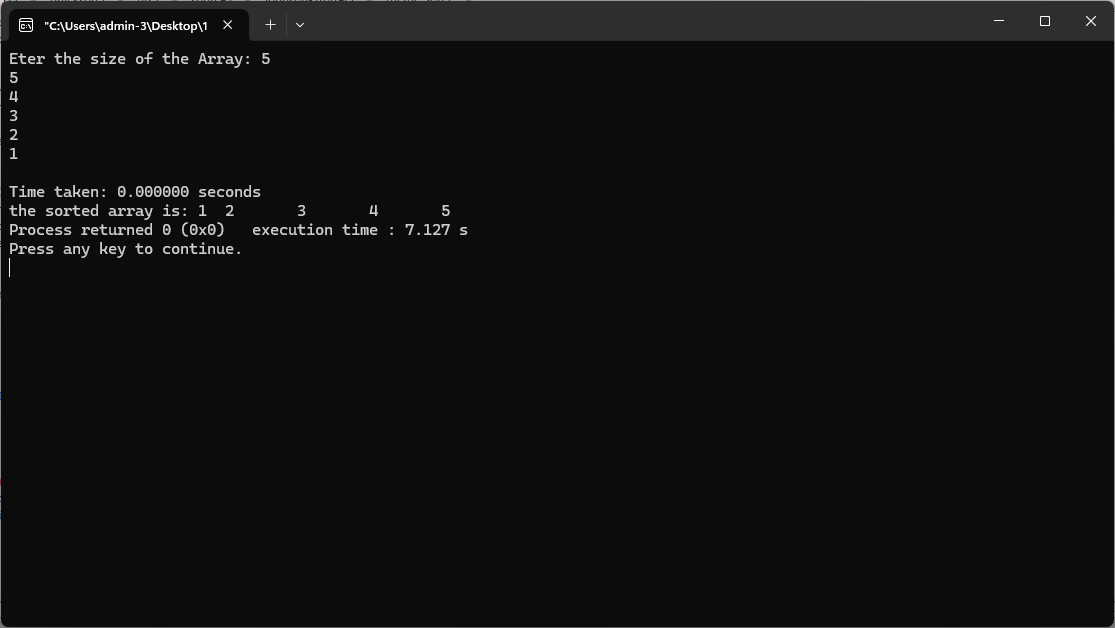 "C:\Users\admin-3\Desktop\1
Eter the size of the Array: 5
5
4
3
2
1
Time taken: 0.000000 seconds
the sorted array is: 1  2       3       4       5
Process returned 0 (0x0)   execution time : 7.127 s
Press any key to continue.